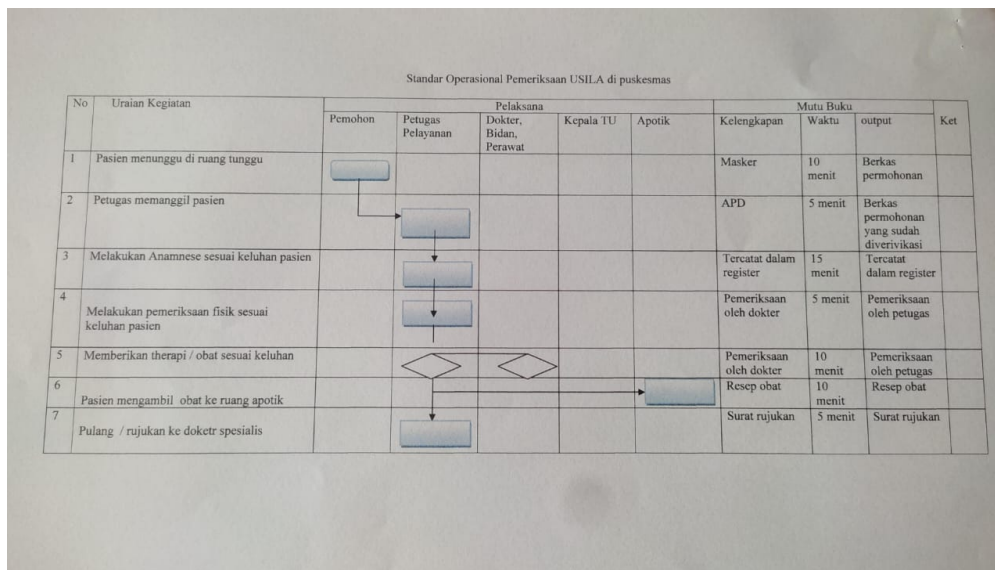 Standar Operasional Pemeriksaan USILA di puskesmas
No Uraian Kegiatan Pelaksana Mutu Buku Ket
Pemohon Petugas Pelayanan Dokter, Bidan, Perawat Kepala TU Apotik Kelengkapan Waktu output
1 Pasien menunggu di ruang tunggu Masker 10 menit Berkas permohonan
2 Petugas memanggil pasien APD 5 menit Berkas permohonan yang sudah diverivikasi
3 Melakukan Anamnese sesuai keluhan pasien Tercatat dalam register 15 menit Tercatat dalam register
4 Melakukan pemeriksaan fisik sesuai keluhan pasien Pemeriksaan oleh dokter 5 menit Pemeriksaan oleh petugas
5 Memberikan therapi / obat sesuai keluhan Pemeriksaan oleh dokter 10 menit Pemeriksaan oleh petugas
6 Pasien mengambil obat ke ruang apotik Resep obat 10 menit Resep obat
7 Pulang / rujukan ke doketr spesialis Surat rujukan 5 menit Surat rujukan